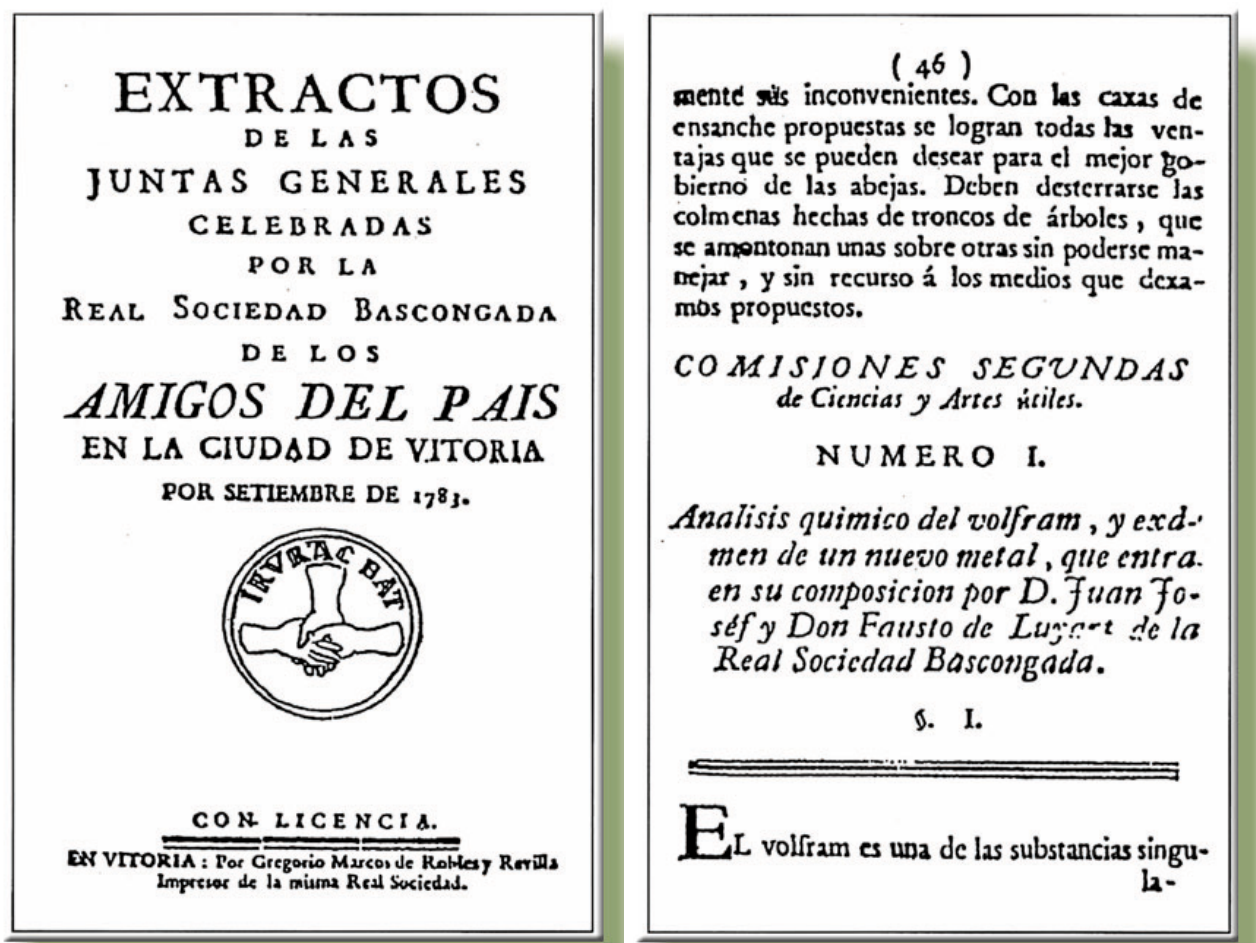 EXTRACTOS
DE LAS
JUNTAS GENERALES
CELEBRADAS
POR LA
REAL SOCIEDAD BASCONGADA
DE LOS
AMIGOS DEL PAIS
EN LA CIUDAD DE VITORIA
POR SETIEMBRE DE 1783.
IRURAC BAT
CON LICENCIA.
EN VITORIA : Por Gregorio Marcos de Robles y Revilla
Impresor de la misma Real Sociedad.
( 46 )
mente sus inconvenientes. Con las caxas de
ensanche propuestas se logran todas las ven-
tajas que se pueden desear para el mejor go-
bierno de las abejas. Deben desterrarse las
colmenas hechas de troncos de árboles , que
se amontonan unas sobre otras sin poderse ma-
nejar , y sin recurso á los medios que dexa-
mos propuestos.
COMISIONES SEGUNDAS
de Ciencias y Artes útiles.
NUMERO I.
Analisis quimico del volfram , y exá-
men de un nuevo metal , que entra
en su composicion por D. Juan Jo-
séf y Don Fausto de Luyart de la
Real Sociedad Bascongada.
§. I.
EL volfram es una de las substancias singu-
la-